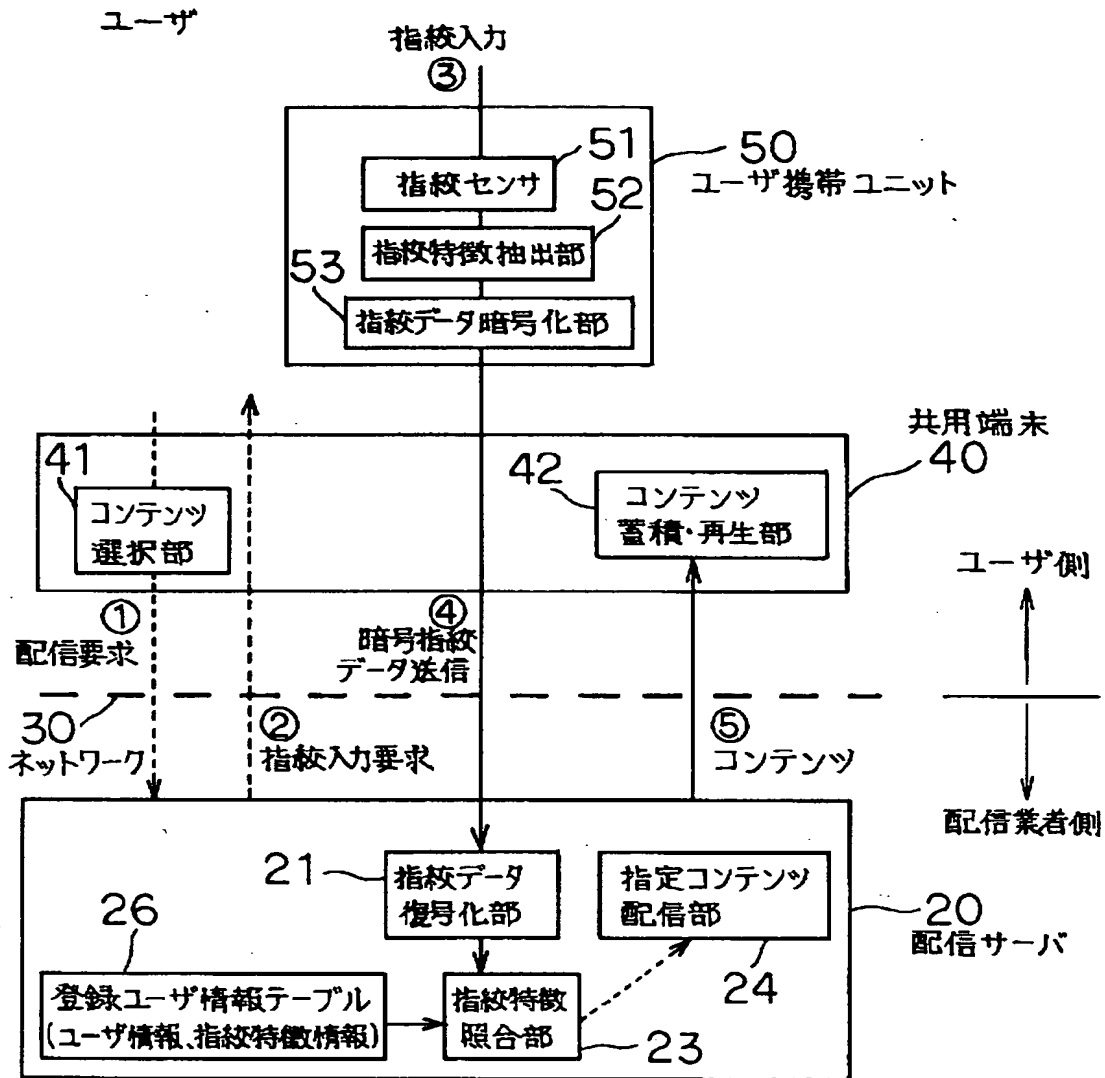 ユーザ
指紋入力
③
51
指紋センサ
50
ユーザ携帯ユニット
52
指紋特徴抽出部
53
指紋データ暗号化部
共用端末
40
41
コンテンツ
選択部
42
コンテンツ
蓄積・再生部
ユーザ側
①
配信要求
④
暗号指紋
データ送信
30
ネットワーク
②
指紋入力要求
⑤
コンテンツ
配信業者側
21
指紋データ
復号化部
指定コンテンツ
配信部
24
20
配信サーバ
26
登録ユーザ情報テーブル
(ユーザ情報、指紋特徴情報)
指紋特徴
照合部
23